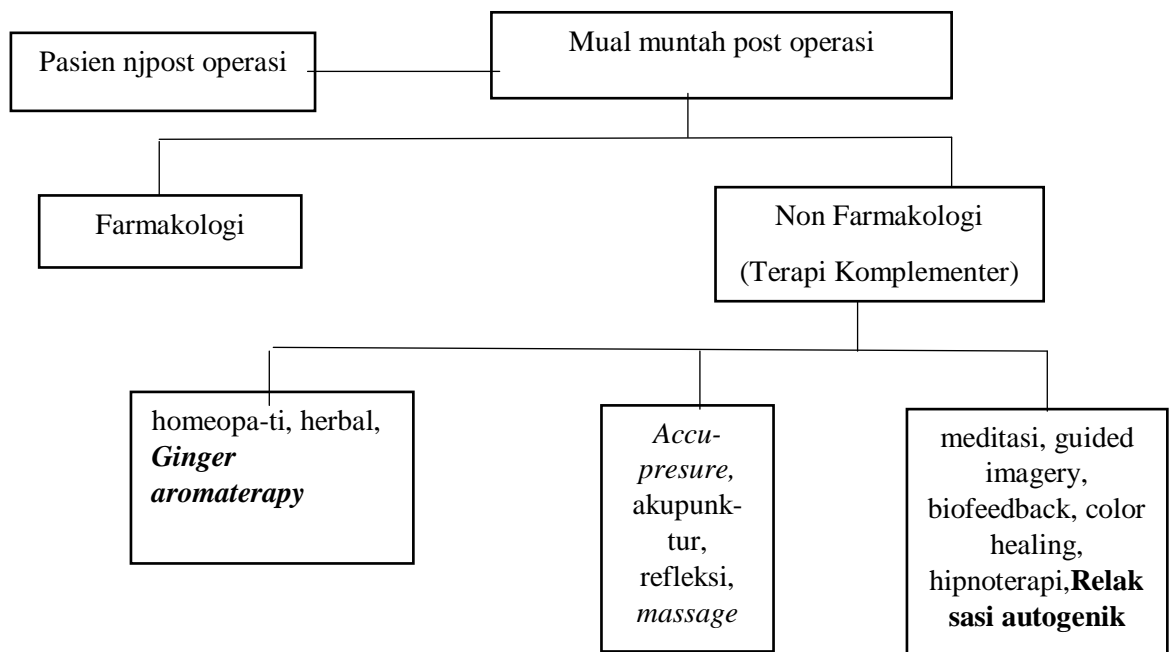 Mual muntah post operasi
Pasien njpost operasi
Farmakologi
Non Farmakologi
(Terapi Komplementer)
homeopa-ti, herbal,
Ginger
aromaterapy
Accu-
presure,
akupunk-
tur,
refleksi,
massage
meditasi, guided
imagery,
biofeedback, color
healing,
hipnoterapi,Relak
sasi autogenik